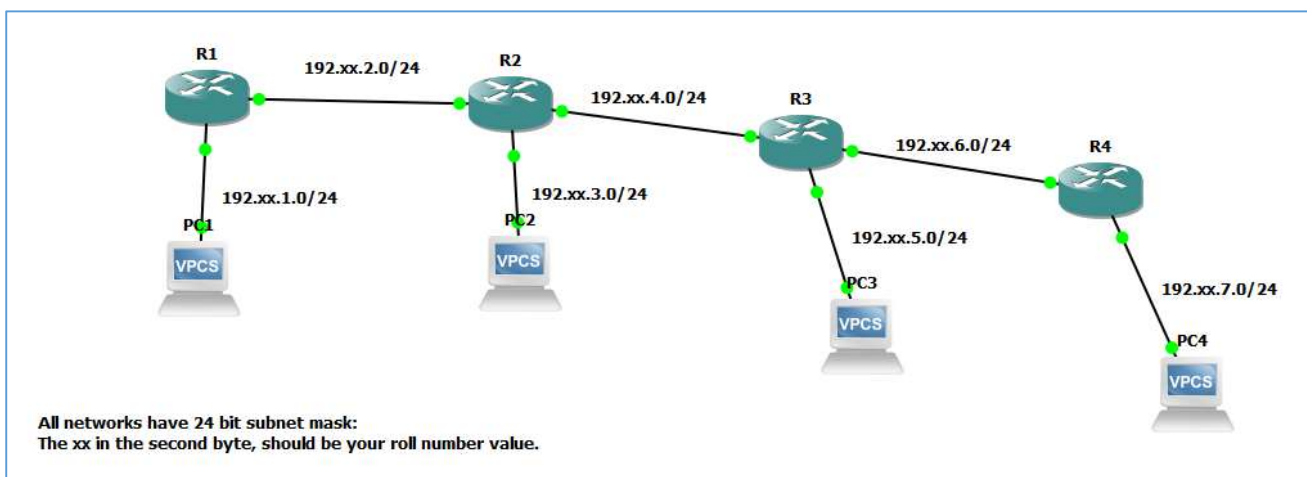 R1
192.xx.2.0/24
R2
192.xx.4.0/24
R3
192.xx.6.0/24
R4
192.xx.1.0/24
PC1
VPCS
192.xx.3.0/24
PC2
VPCS
192.xx.5.0/24
PC3
VPCS
192.xx.7.0/24
PC4
VPCS
All networks have 24 bit subnet mask:
The xx in the second byte, should be your roll number value.